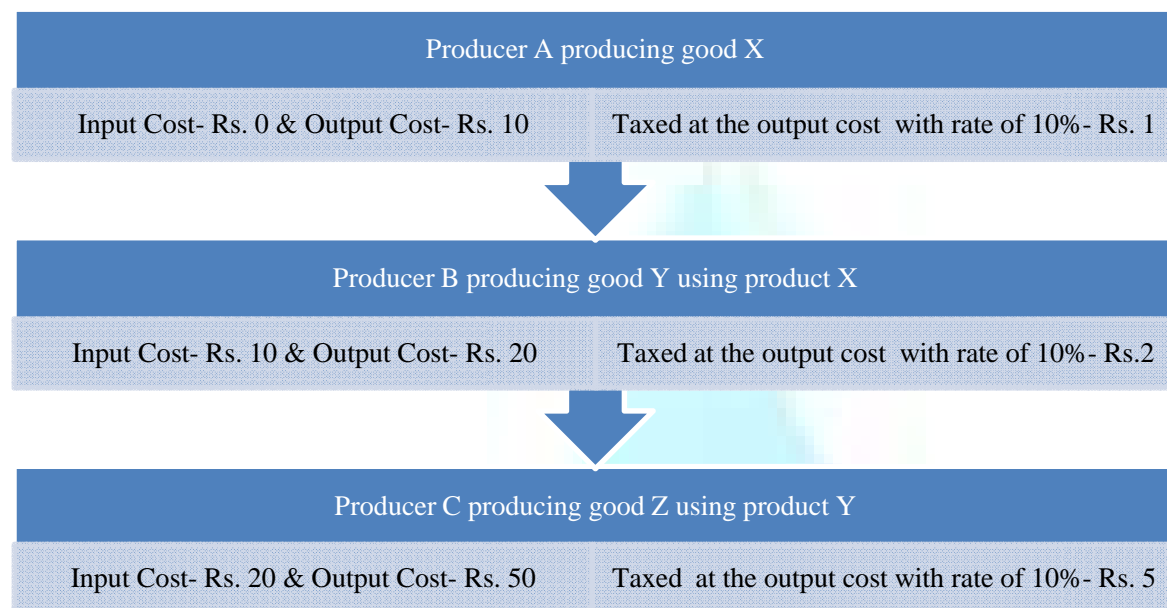 Producer A producing good X
Input Cost- Rs. 0 & Output Cost- Rs. 10
Taxed at the output cost with rate of 10%- Rs. 1
Producer B producing good Y using product X
Input Cost- Rs. 10 & Output Cost- Rs. 20
Taxed at the output cost with rate of 10%- Rs.2
Producer C producing good Z using product Y
Input Cost- Rs. 20 & Output Cost- Rs. 50
Taxed at the output cost with rate of 10%- Rs. 5